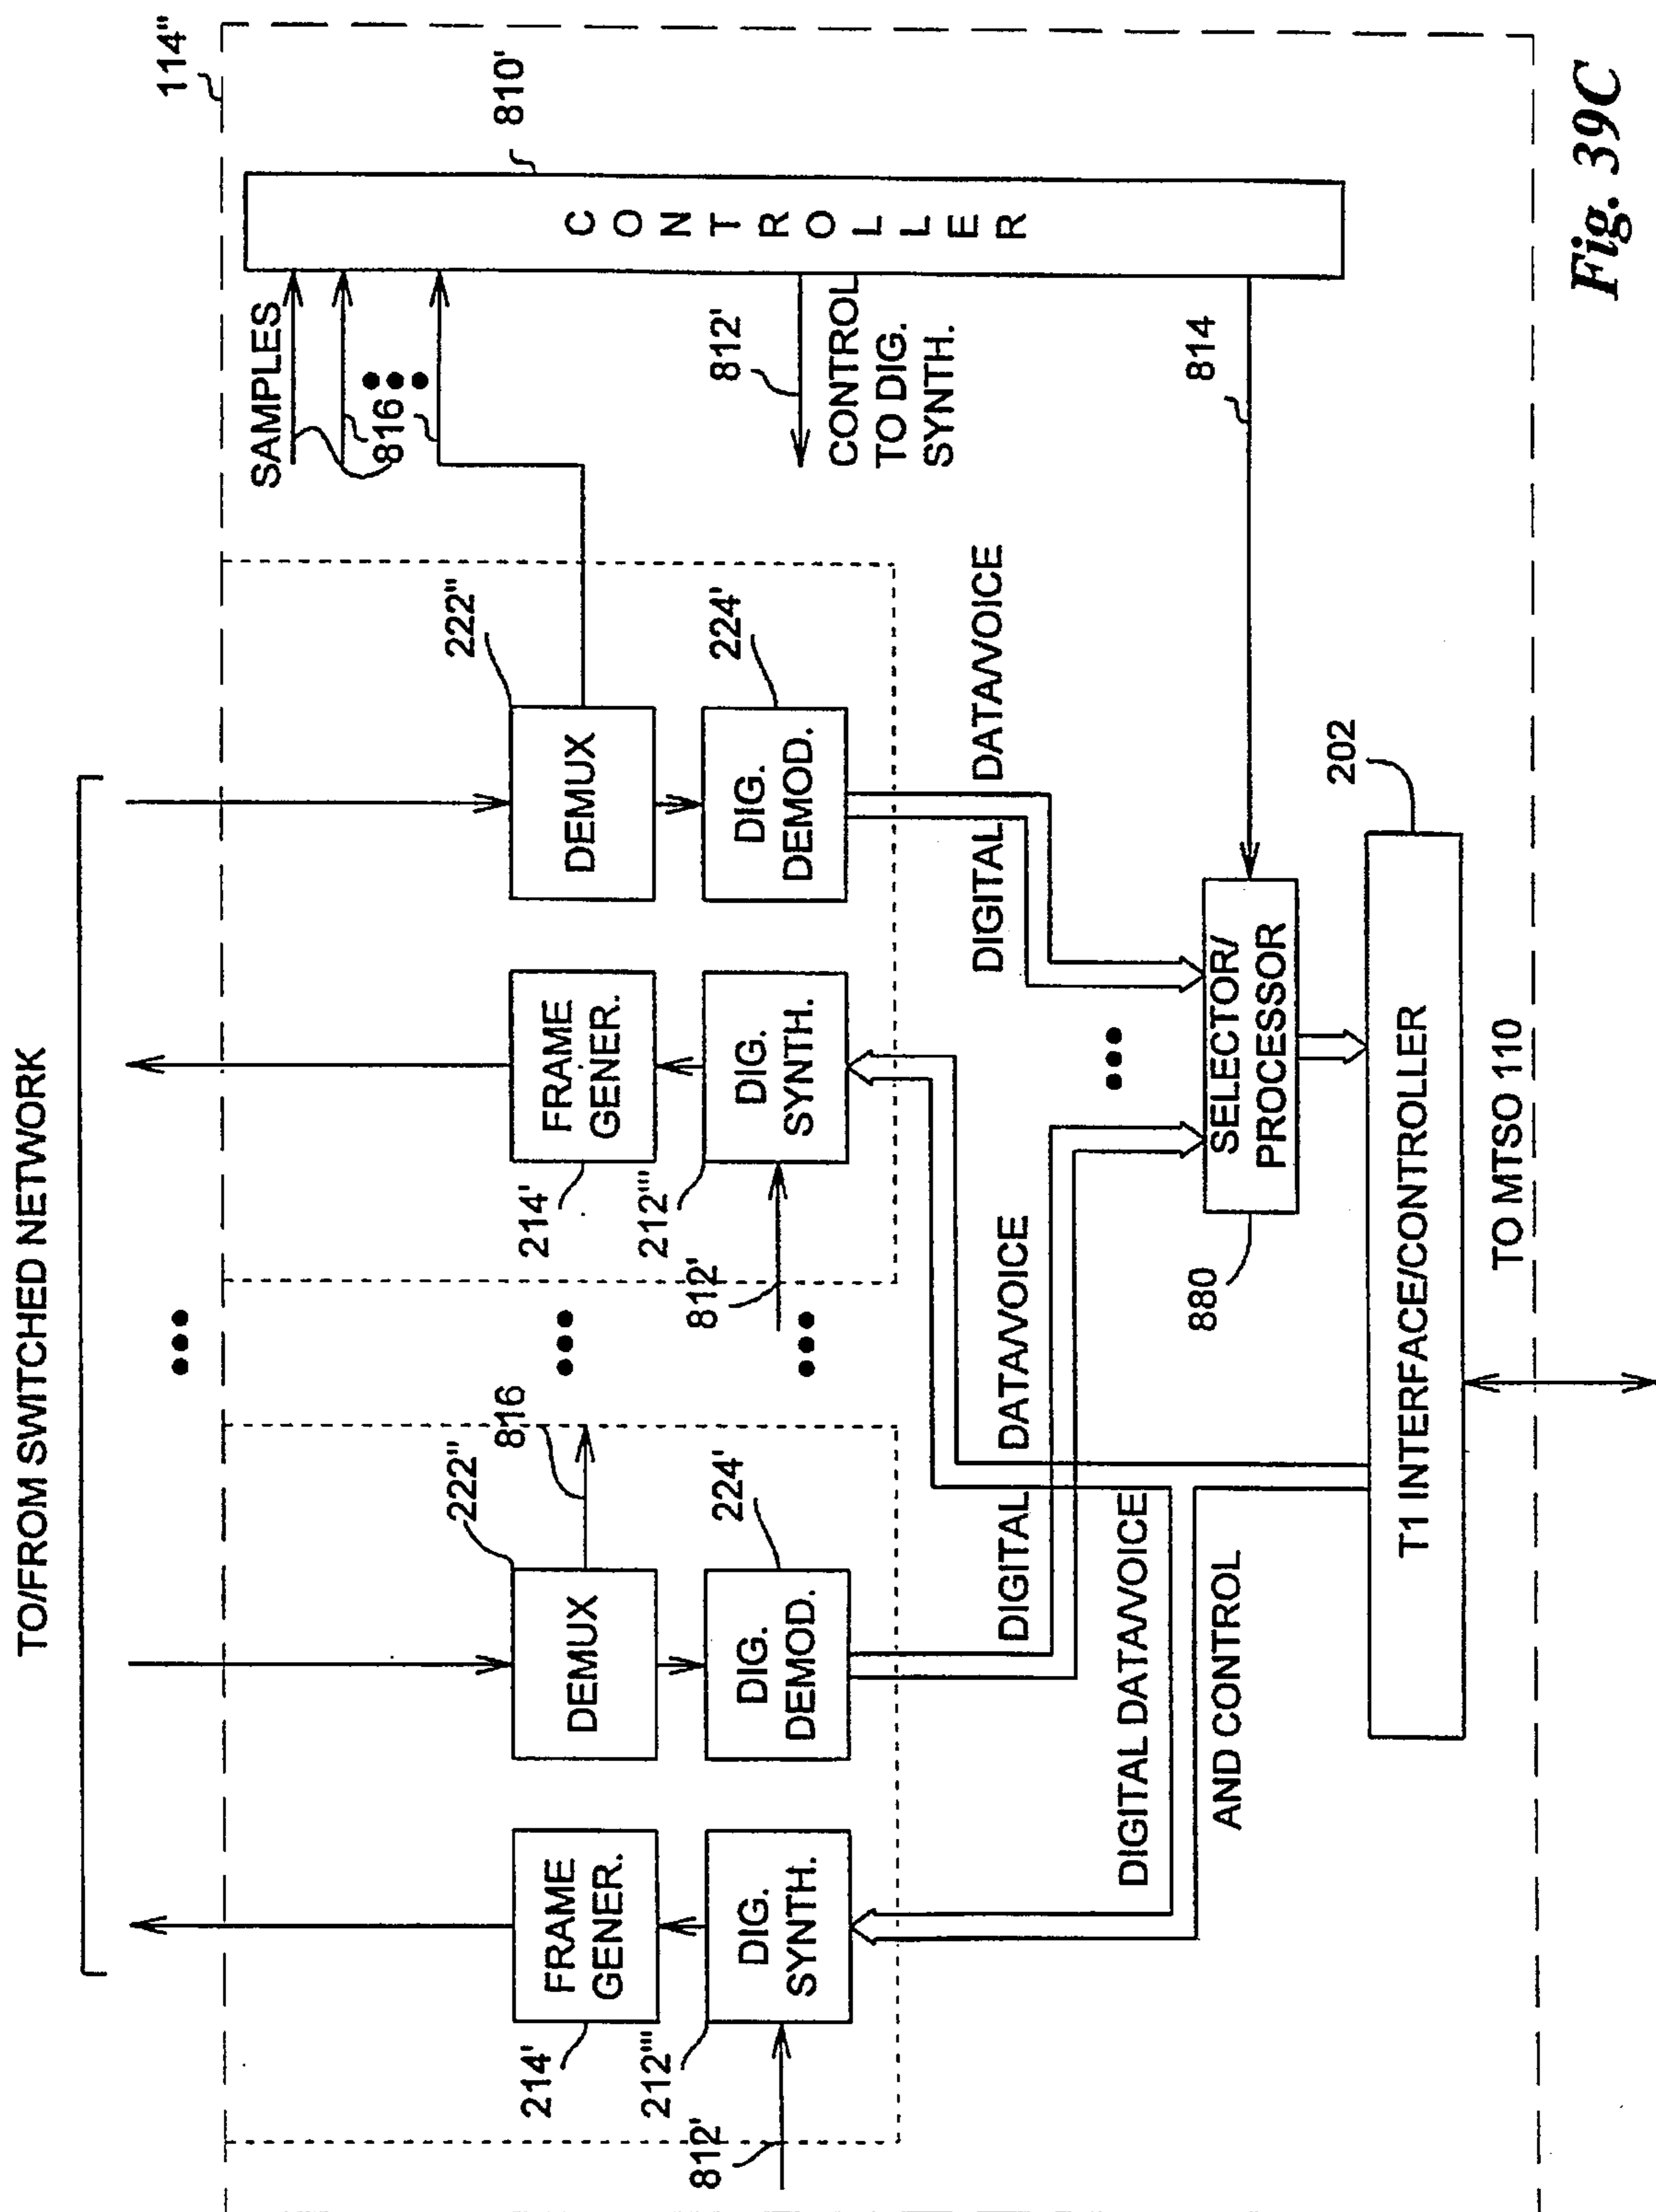 TO/FROM SWITCHED NETWORK
114"
SAMPLES
816
810'
CONTROLLER
812'
CONTROL
TO DIG.
SYNTH.
814
214'
FRAME
GENER.
212'''
DIG.
SYNTH.
812'
222"
DEMUX
816
224'
DIG.
DEMOD.
214'
FRAME
GENER.
212'''
DIG.
SYNTH.
812'
222"
DEMUX
224'
DIG.
DEMOD.
DIGITAL DATA/VOICE
DIGITAL DATA/VOICE
DIGITAL DATA/VOICE
AND CONTROL
880
SELECTOR/
PROCESSOR
202
T1 INTERFACE/CONTROLLER
TO MTSO 110
Fig. 39C